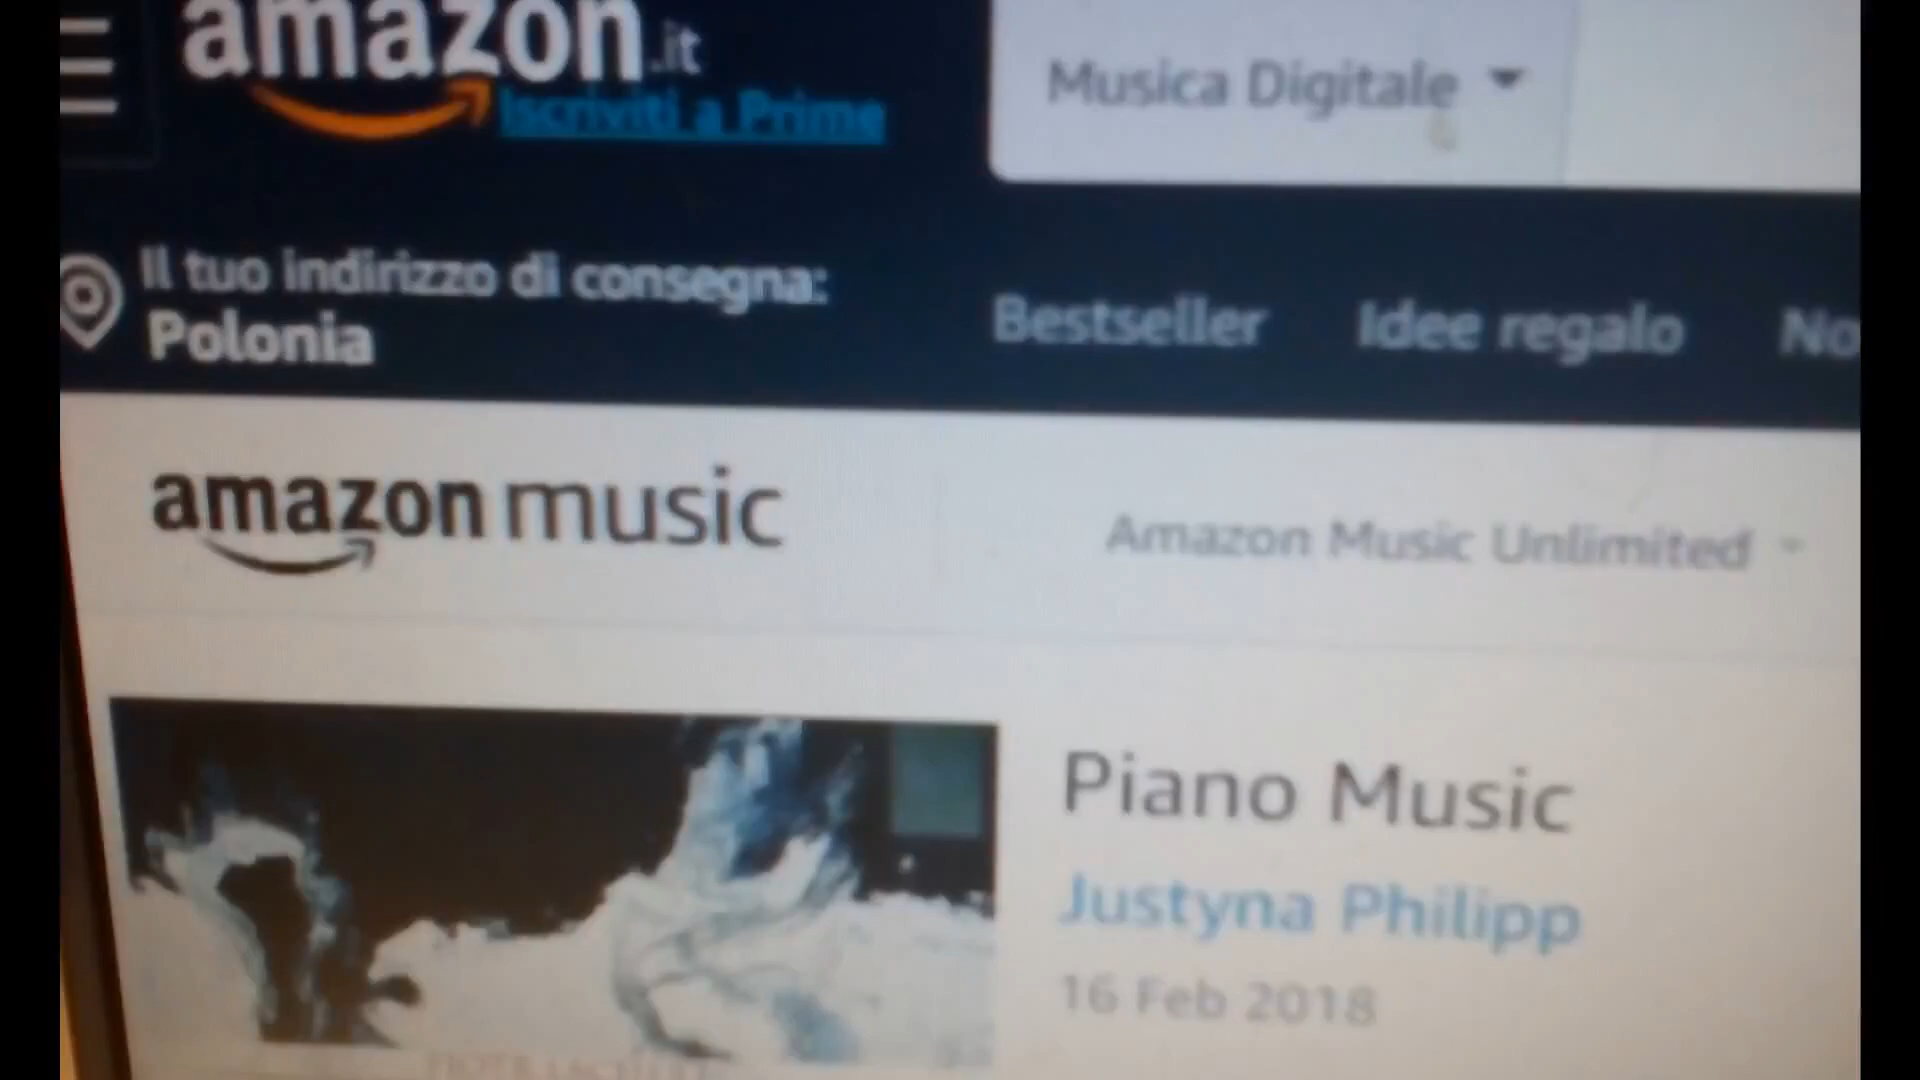 amazon.it
Iscriviti a Prime
Musica Digitale
Il tuo indirizzo di consegna:
Polonia
Bestseller
Idee regalo
amazon music
Amazon Music Unlimited
Piano Music
Justyna Philipp
16 Feb 2018